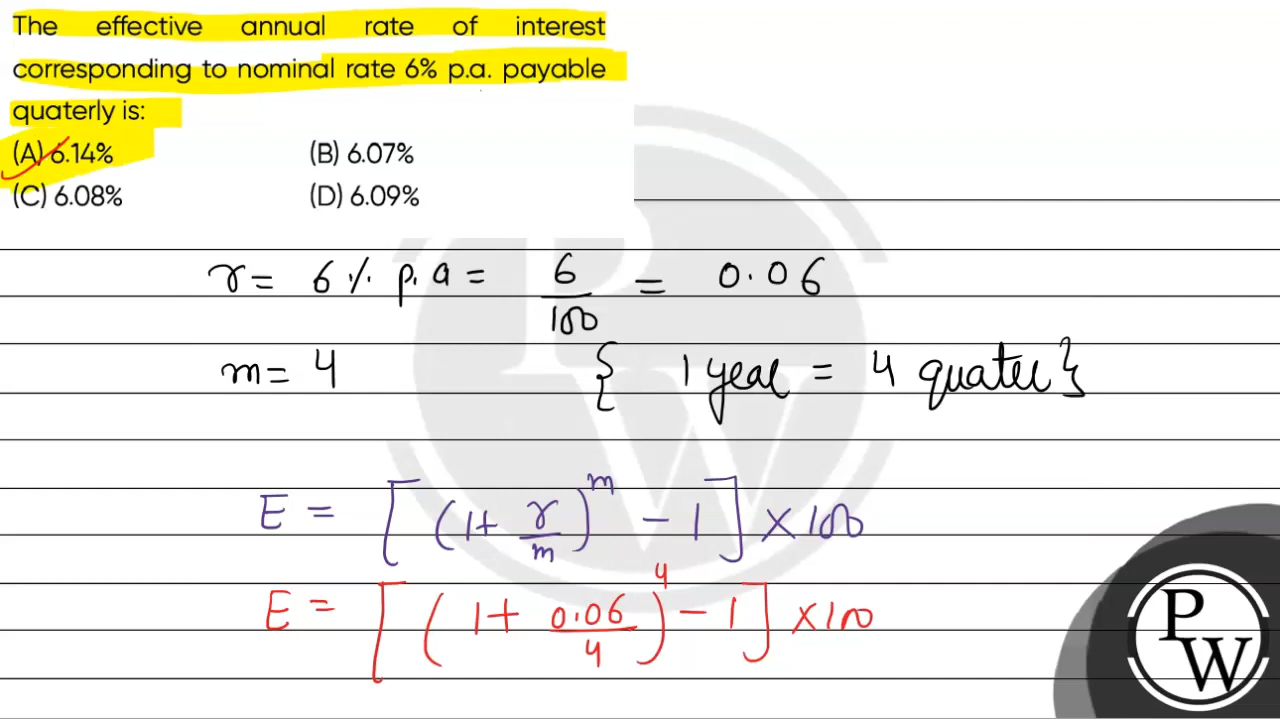 The effective annual rate of interest
corresponding to nominal rate 6% p.a. payable
quaterly is:
(A) 6.14% (B) 6.07%
(C) 6.08% (D) 6.09%
r = 6 % p.a = 6/100 = 0.06
m = 4 { 1 year = 4 quater }
E = [ (1 + r/m)^m - 1 ] × 100
E = [ ( 1 + 0.06/4 )^4 - 1 ] × 100
PW
PW